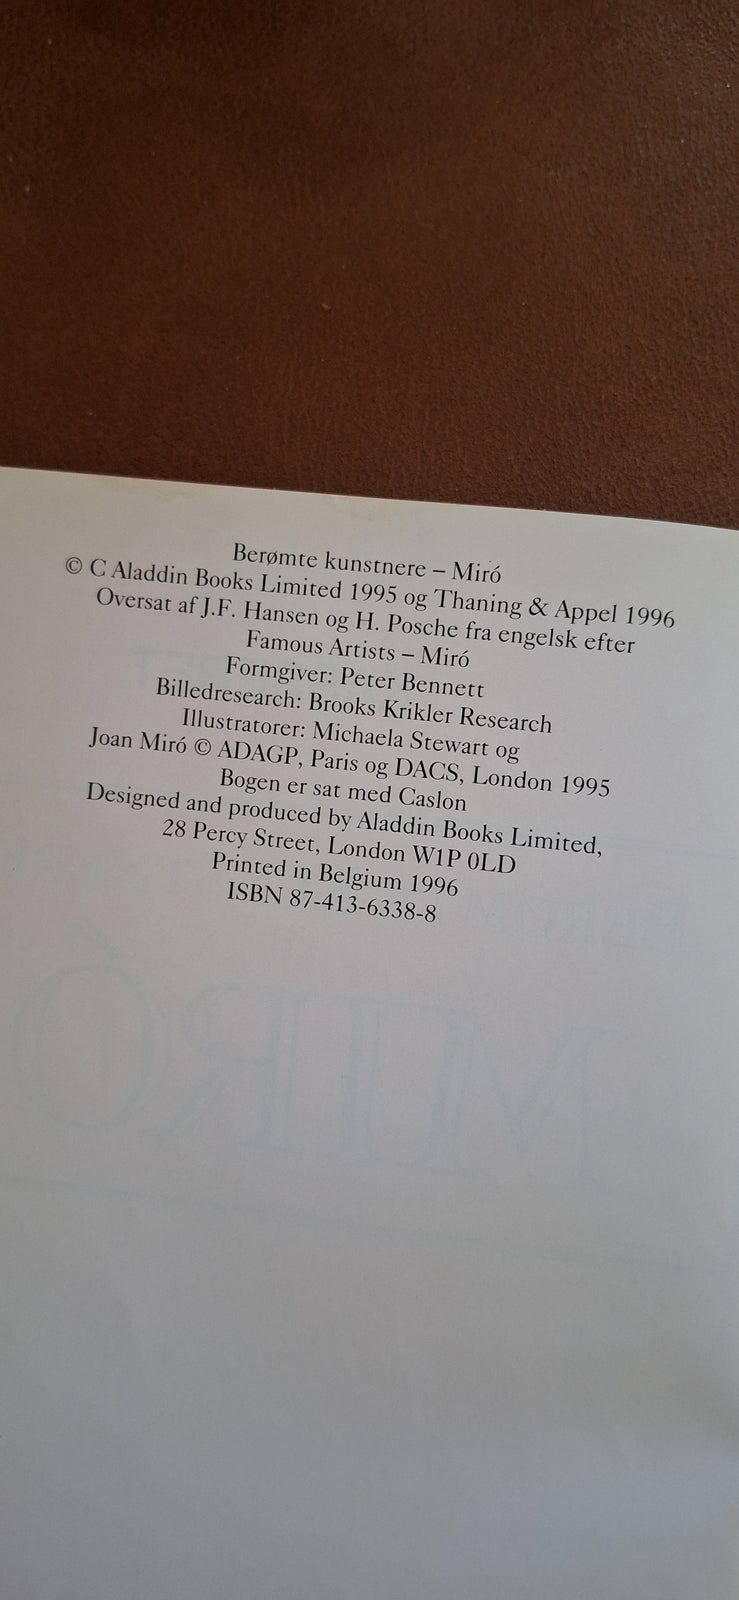 Berømte kunstnere – Miró
© C Aladdin Books Limited 1995 og Thaning & Appel 1996
Oversat af J.F. Hansen og H. Posche fra engelsk efter
Famous Artists – Miró
Formgiver: Peter Bennett
Billedresearch: Brooks Krikler Research
Illustratorer: Michaela Stewart og
Joan Miró © ADAGP, Paris og DACS, London 1995
Bogen er sat med Caslon
Designed and produced by Aladdin Books Limited,
28 Percy Street, London W1P 0LD
Printed in Belgium 1996
ISBN 87-413-6338-8
MIRÓ